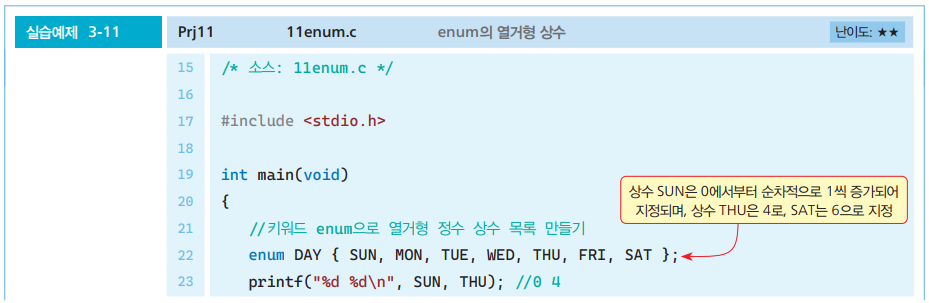 실습예제 3-11 Prj11 11enum.c enum의 열거형 상수 난이도: ★★
15 /* 소스: 11enum.c */
16
17 #include <stdio.h>
18
19 int main(void)
20 {
상수 SUN은 0에서부터 순차적으로 1씩 증가되어
지정되며, 상수 THU은 4로, SAT는 6으로 지정
21 //키워드 enum으로 열거형 정수 상수 목록 만들기
22 enum DAY { SUN, MON, TUE, WED, THU, FRI, SAT };
23 printf("%d %d\n", SUN, THU); //0 4